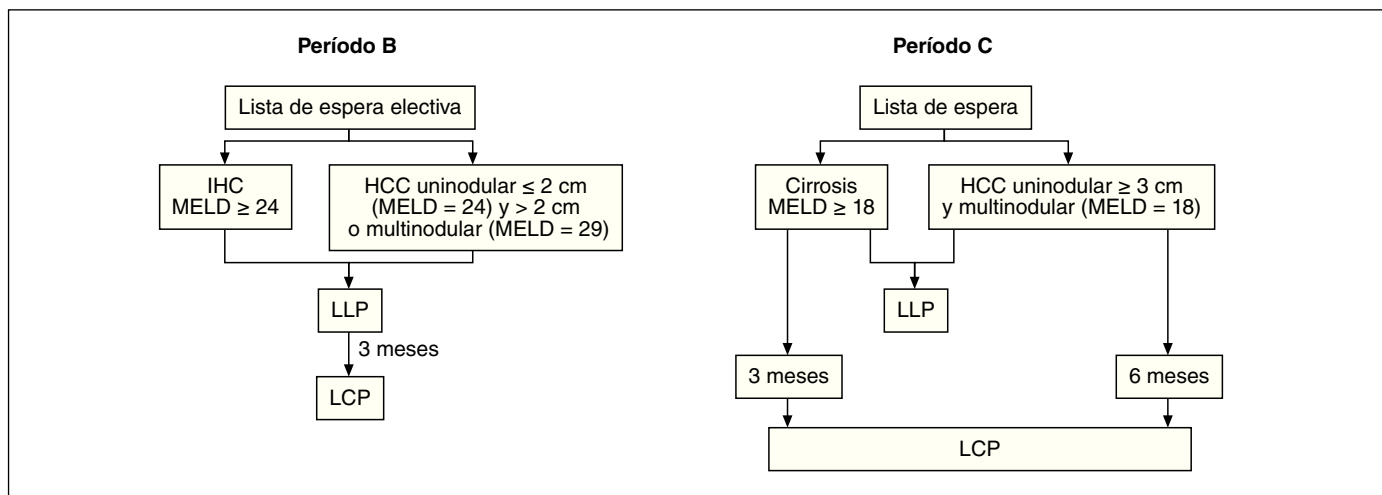 Período B
Lista de espera electiva
IHC
MELD ≥ 24
HCC uninodular ≤ 2 cm
(MELD = 24) y > 2 cm
o multinodular (MELD = 29)
LLP
3 meses
LCP
Período C
Lista de espera
Cirrosis
MELD ≥ 18
HCC uninodular ≥ 3 cm
y multinodular (MELD = 18)
LLP
3 meses
6 meses
LCP